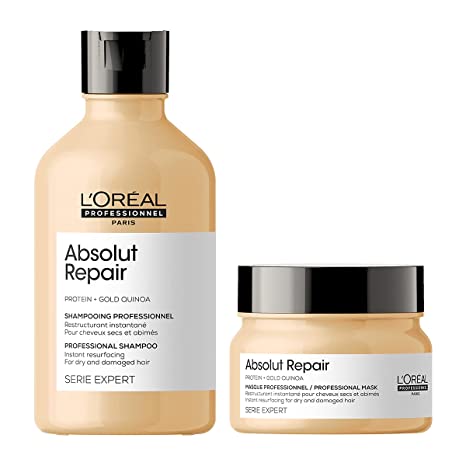 L'ORÉAL
PROFESSIONNEL
PARIS
Absolut
Repair
PROTEIN + GOLD QUINOA
SHAMPOOING PROFESSIONNEL
Restructurant instantané
Pour cheveux secs et abîmés
PROFESSIONAL SHAMPOO
Instant resurfacing
For dry and damaged hair
SERIE EXPERT
Absolut Repair
PROTEIN + GOLD QUINOA
MASQUE PROFESSIONNEL / PROFESSIONAL MASK
Restructurant instantané pour cheveux secs et abîmés
Instant resurfacing for dry and damaged hair
SERIE EXPERT
L'ORÉAL
PROFESSIONNEL
PARIS